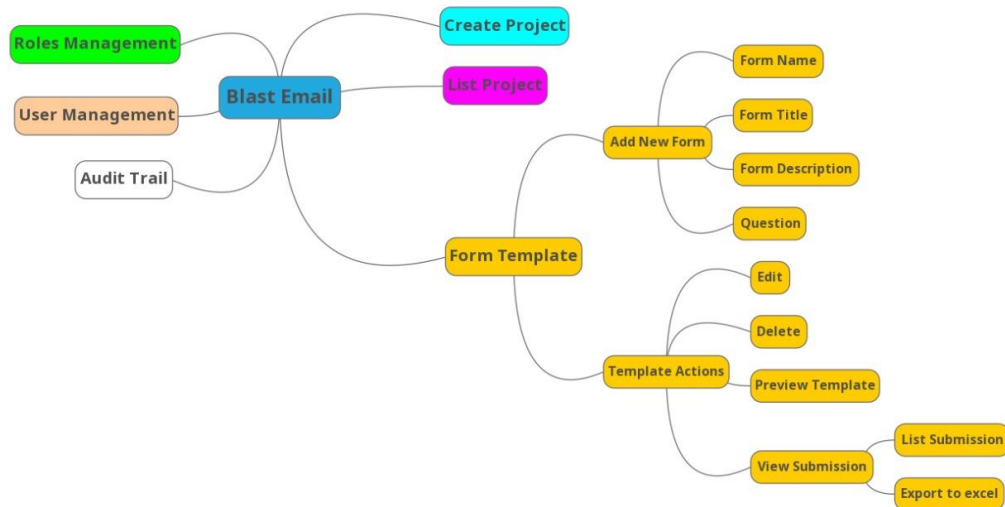 Roles Management
User Management
Audit Trail
Blast Email
Create Project
List Project
Form Template
Add New Form
Form Name
Form Title
Form Description
Question
Template Actions
Edit
Delete
Preview Template
View Submission
List Submission
Export to excel